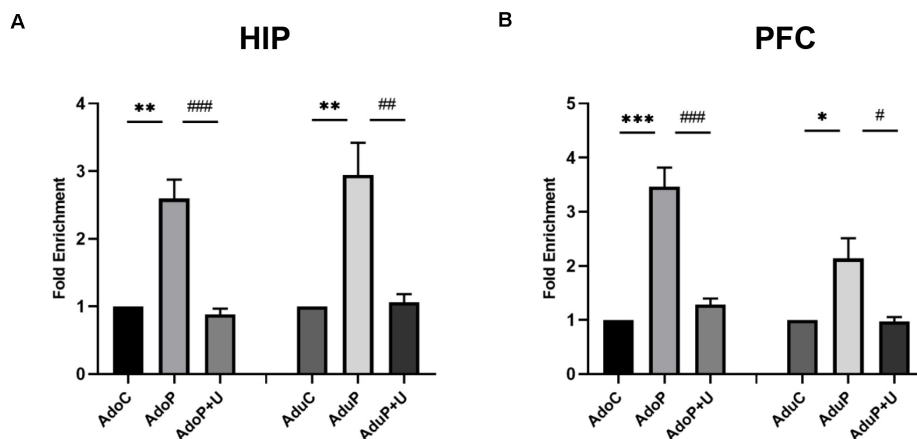 A
HIP
Fold Enrichment
4
3
2
1
0
** ### ** ##
AdoC AdoP AdoP+U AduC AduP AduP+U
B
PFC
Fold Enrichment
5
4
3
2
1
0
*** ### * #
AdoC AdoP AdoP+U AduC AduP AduP+U